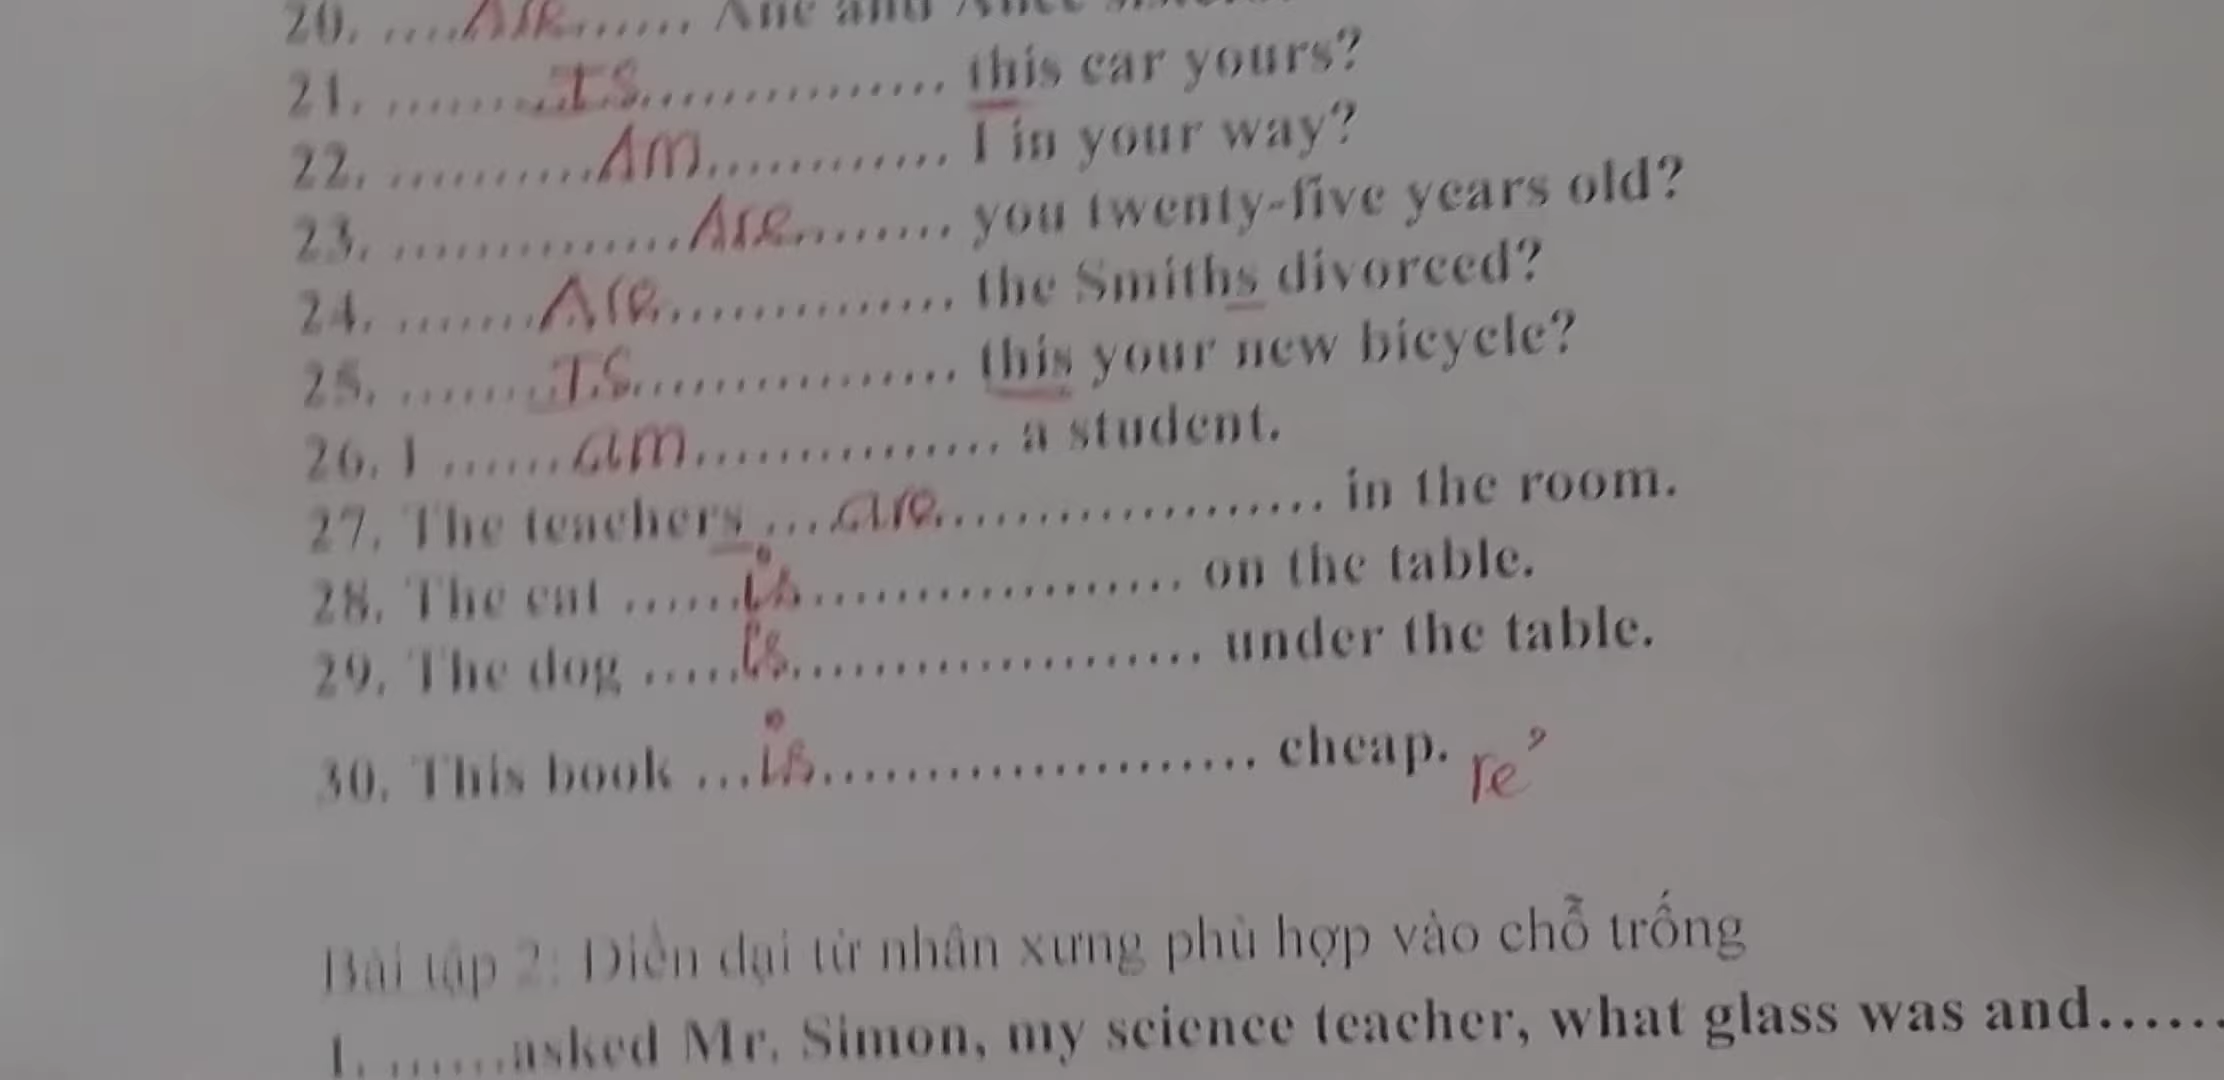 20. ....Are....... Ane and Alice
21. .........Is................ this car yours?
22. ...........Am............. I in your way?
23. ...............Are......... you twenty-five years old?
24. ........Are............... the Smiths divorced?
25. ........Is................. this your new bicycle?
26. I ......am................ a student.
27. The teachers ....are..................... in the room.
28. The cat ......is.................... on the table.
29. The dog .....is...................... under the table.
30. This book ...is....................... cheap. rẻ
Bài tập 2: Điền đại từ nhân xưng phù hợp vào chỗ trống
1. .......asked Mr. Simon, my science teacher, what glass was and......